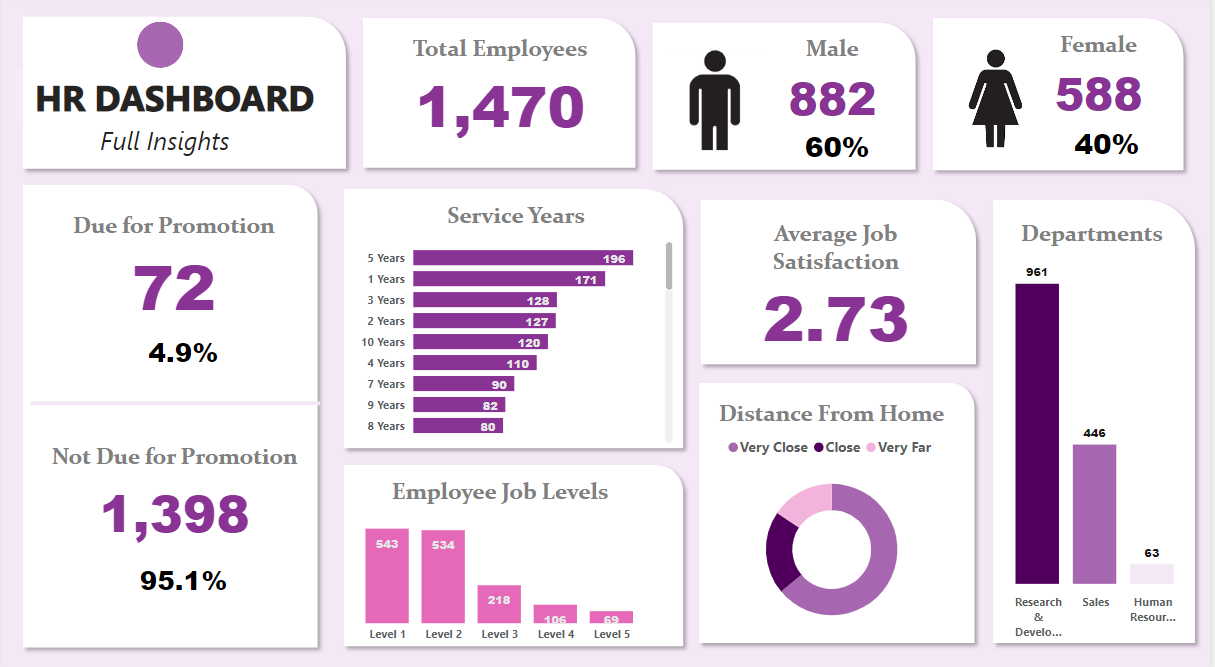 HR DASHBOARD
Full Insights
Total Employees
1,470
Male
882
60%
Female
588
40%
Due for Promotion
72
4.9%
Not Due for Promotion
1,398
95.1%
Service Years
5 Years 196
1 Years 171
3 Years 128
2 Years 127
10 Years 120
4 Years 110
7 Years 90
9 Years 82
8 Years 80
Employee Job Levels
543 534 218 106 69
Level 1 Level 2 Level 3 Level 4 Level 5
Average Job
Satisfaction
2.73
Distance From Home
Very Close Close Very Far
Departments
961
446
63
Research
&
Develo...
Sales
Human
Resour...